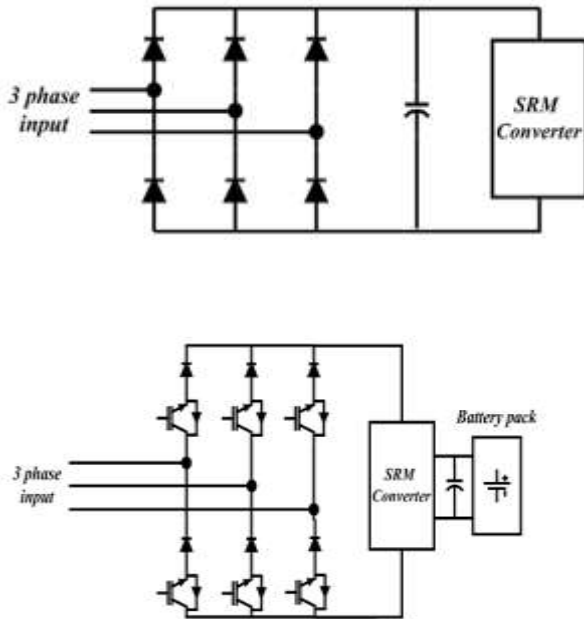 3 phase
input
SRM
Converter
Battery pack
3 phase
input
SRM
Converter